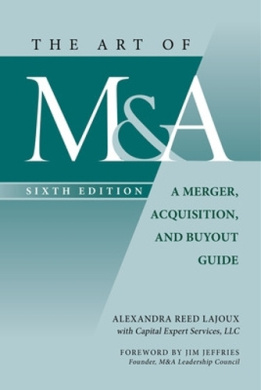 THE ART OF
M&A
SIXTH EDITION
A MERGER,
ACQUISITION,
AND BUYOUT
GUIDE
ALEXANDRA REED LAJOUX
with Capital Expert Services, LLC
FOREWORD BY JIM JEFFRIES
Founder, M&A Leadership Council